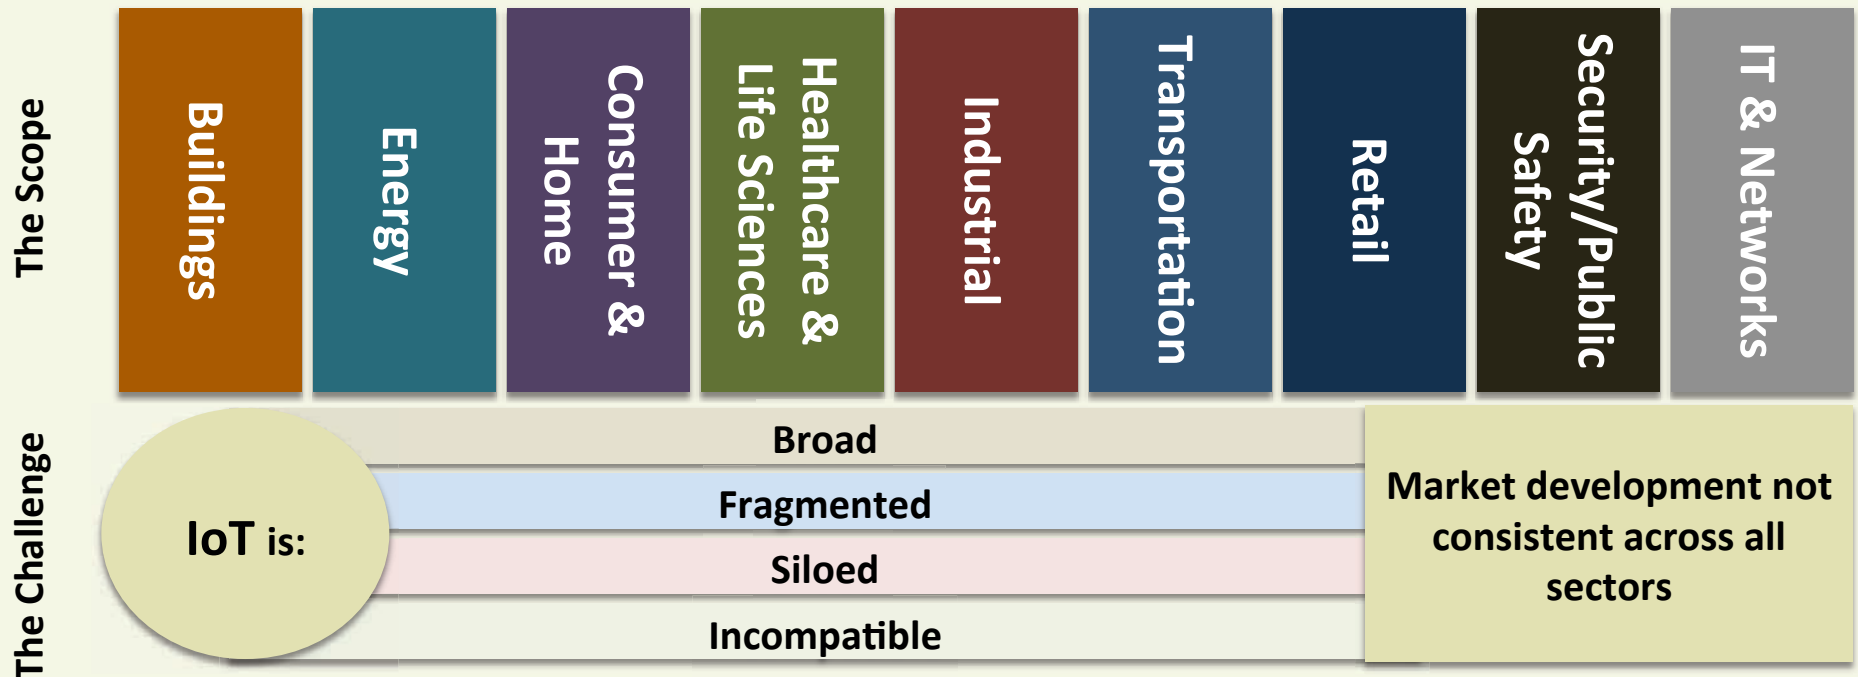 The Scope
Buildings
Energy
Consumer &
Home
Healthcare &
Life Sciences
Industrial
Transportation
Retail
Security/Public
Safety
IT & Networks
The Challenge
IoT is:
Broad
Fragmented
Siloed
Incompatible
Market development not
consistent across all
sectors